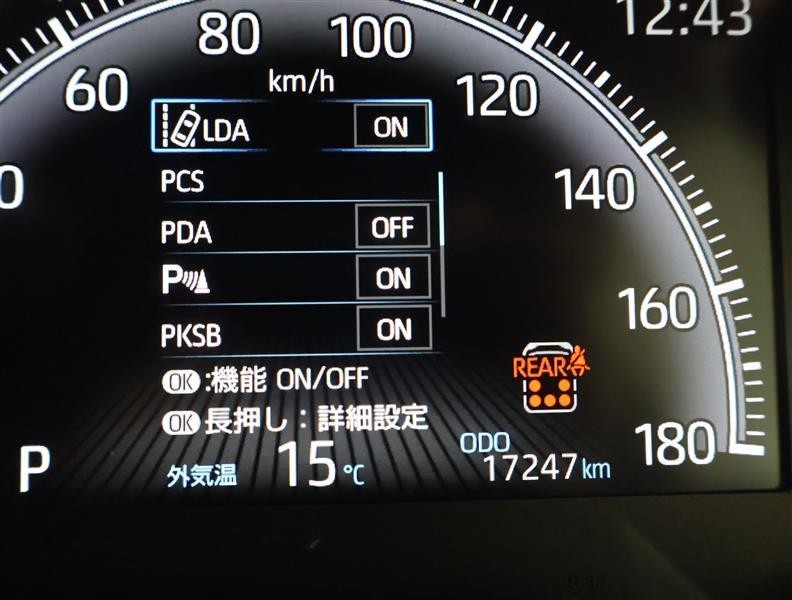 12:43
80
100
km/h
60
120
LDA ON
PCS
0
140
PDA OFF
P ON
160
PKSB ON
REAR
OK:機能 ON/OFF
OK長押し:詳細設定
180
P
外気温 15℃
ODO
17247km